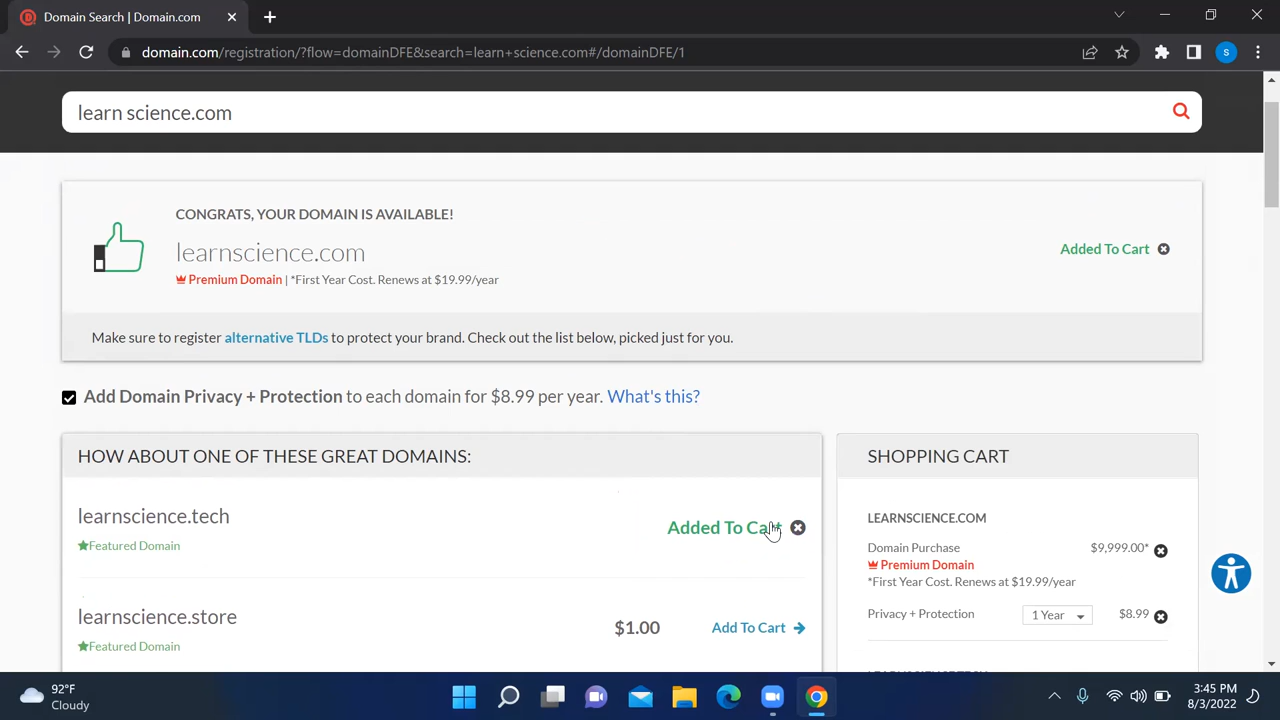 Domain Search | Domain.com
domain.com/registration/?flow=domainDFE&search=learn+science.com#/domainDFE/1
S
learn science.com
CONGRATS, YOUR DOMAIN IS AVAILABLE!
learnscience.com
Added To Cart
Premium Domain | *First Year Cost. Renews at $19.99/year
Make sure to register alternative TLDs to protect your brand. Check out the list below, picked just for you.
Add Domain Privacy + Protection to each domain for $8.99 per year. What's this?
HOW ABOUT ONE OF THESE GREAT DOMAINS:
learnscience.tech
Added To Cart
Featured Domain
learnscience.store
$1.00
Add To Cart
Featured Domain
SHOPPING CART
LEARNSCIENCE.COM
Domain Purchase
$9,999.00*
Premium Domain
*First Year Cost. Renews at $19.99/year
Privacy + Protection
1 Year
$8.99
92°F
Cloudy
3:45 PM
8/3/2022